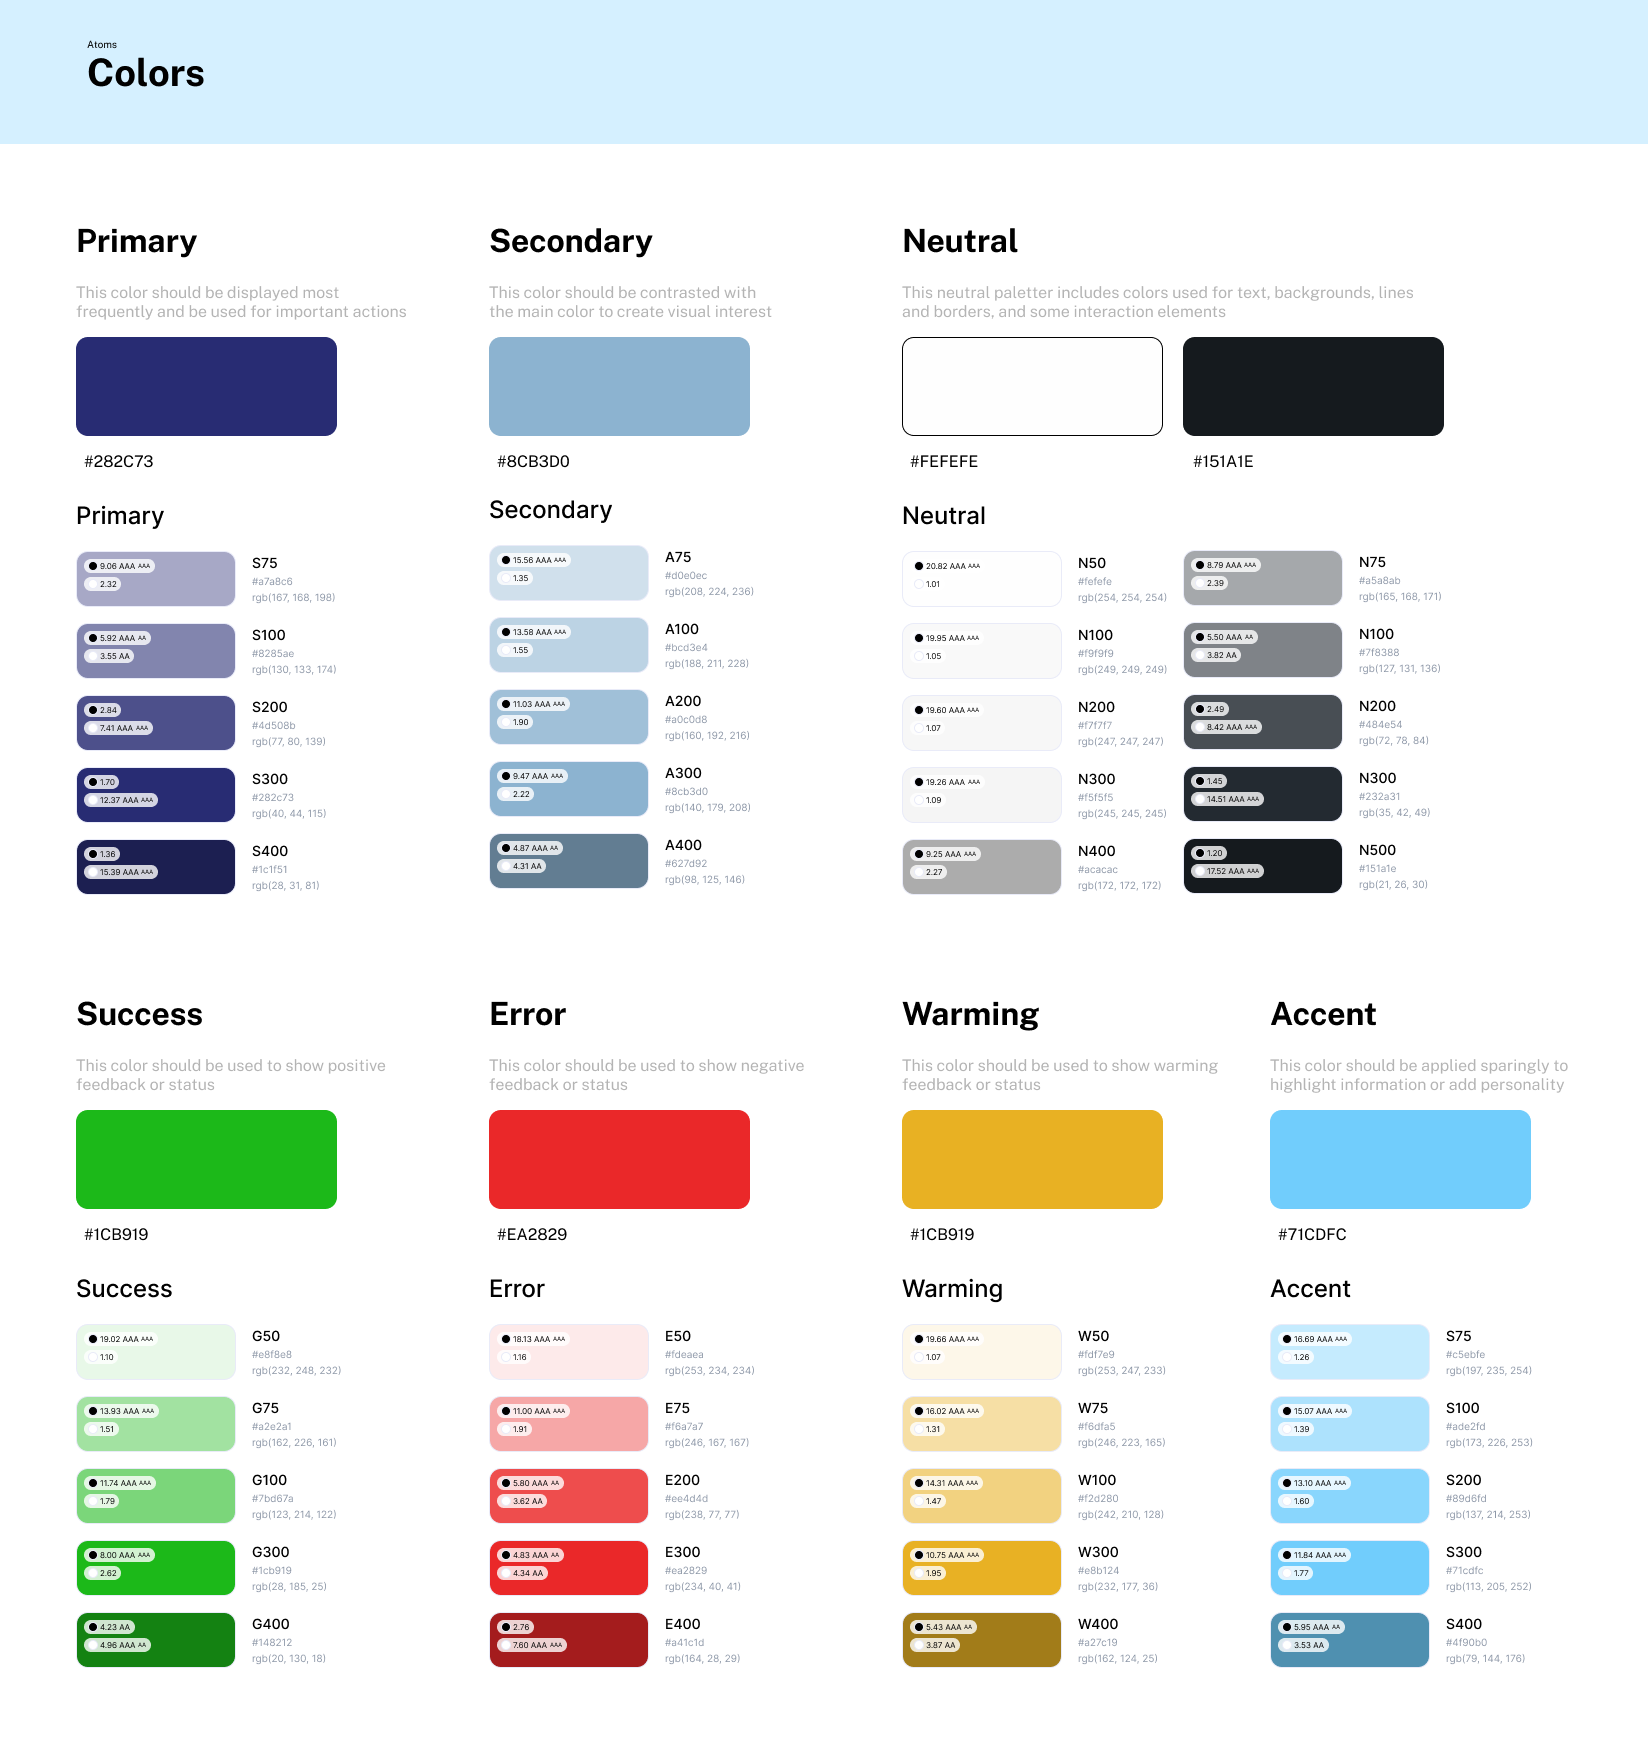 Atoms
Colors
Primary
This color should be displayed most
frequently and be used for important actions
#282C73
Primary
9.06 AAA AAA
2.32
S75
#a7a8c6
rgb(167, 168, 198)
5.92 AAA AA
3.55 AA
S100
#8285ae
rgb(130, 133, 174)
2.84
7.41 AAA AAA
S200
#4d508b
rgb(77, 80, 139)
1.70
12.37 AAA AAA
S300
#282c73
rgb(40, 44, 115)
1.36
15.39 AAA AAA
S400
#1c1f51
rgb(28, 31, 81)
Secondary
This color should be contrasted with
the main color to create visual interest
#8CB3D0
Secondary
15.56 AAA AAA
1.35
A75
#d0e0ec
rgb(208, 224, 236)
13.58 AAA AAA
1.55
A100
#bcd3e4
rgb(188, 211, 228)
11.03 AAA AAA
1.90
A200
#a0c0d8
rgb(160, 192, 216)
9.47 AAA AAA
2.22
A300
#8cb3d0
rgb(140, 179, 208)
4.87 AAA AA
4.31 AA
A400
#627d92
rgb(98, 125, 146)
Neutral
This neutral paletter includes colors used for text, backgrounds, lines
and borders, and some interaction elements
#FEFEFE
#151A1E
Neutral
20.82 AAA AAA
1.01
N50
#fefefe
rgb(254, 254, 254)
19.95 AAA AAA
1.05
N100
#f9f9f9
rgb(249, 249, 249)
19.60 AAA AAA
1.07
N200
#f7f7f7
rgb(247, 247, 247)
19.26 AAA AAA
1.09
N300
#f5f5f5
rgb(245, 245, 245)
9.25 AAA AAA
2.27
N400
#acacac
rgb(172, 172, 172)
8.79 AAA AAA
2.39
N75
#a5a8ab
rgb(165, 168, 171)
5.50 AAA AA
3.82 AA
N100
#7f8388
rgb(127, 131, 136)
2.49
8.42 AAA AAA
N200
#484e54
rgb(72, 78, 84)
1.45
14.51 AAA AAA
N300
#232a31
rgb(35, 42, 49)
1.20
17.52 AAA AAA
N500
#151a1e
rgb(21, 26, 30)
Success
This color should be used to show positive
feedback or status
#1CB919
Success
19.02 AAA AAA
1.10
G50
#e8f8e8
rgb(232, 248, 232)
13.93 AAA AAA
1.51
G75
#a2e2a1
rgb(162, 226, 161)
11.74 AAA AAA
1.79
G100
#7bd67a
rgb(123, 214, 122)
8.00 AAA AAA
2.62
G300
#1cb919
rgb(28, 185, 25)
4.23 AA
4.96 AAA AA
G400
#148212
rgb(20, 130, 18)
Error
This color should be used to show negative
feedback or status
#EA2829
Error
18.13 AAA AAA
1.16
E50
#fdeaea
rgb(253, 234, 234)
11.00 AAA AAA
1.91
E75
#f6a7a7
rgb(246, 167, 167)
5.80 AAA AA
3.62 AA
E200
#ee4d4d
rgb(238, 77, 77)
4.83 AAA AA
4.34 AA
E300
#ea2829
rgb(234, 40, 41)
2.76
7.60 AAA AAA
E400
#a41c1d
rgb(164, 28, 29)
Warming
This color should be used to show warming
feedback or status
#1CB919
Warming
19.66 AAA AAA
1.07
W50
#fdf7e9
rgb(253, 247, 233)
16.02 AAA AAA
1.31
W75
#f6dfa5
rgb(246, 223, 165)
14.31 AAA AAA
1.47
W100
#f2d280
rgb(242, 210, 128)
10.75 AAA AAA
1.95
W300
#e8b124
rgb(232, 177, 36)
5.43 AAA AA
3.87 AA
W400
#a27c19
rgb(162, 124, 25)
Accent
This color should be applied sparingly to
highlight information or add personality
#71CDFC
Accent
16.69 AAA AAA
1.26
S75
#c5ebfe
rgb(197, 235, 254)
15.07 AAA AAA
1.39
S100
#ade2fd
rgb(173, 226, 253)
13.10 AAA AAA
1.60
S200
#89d6fd
rgb(137, 214, 253)
11.84 AAA AAA
1.77
S300
#71cdfc
rgb(113, 205, 252)
5.95 AAA AA
3.53 AA
S400
#4f90b0
rgb(79, 144, 176)